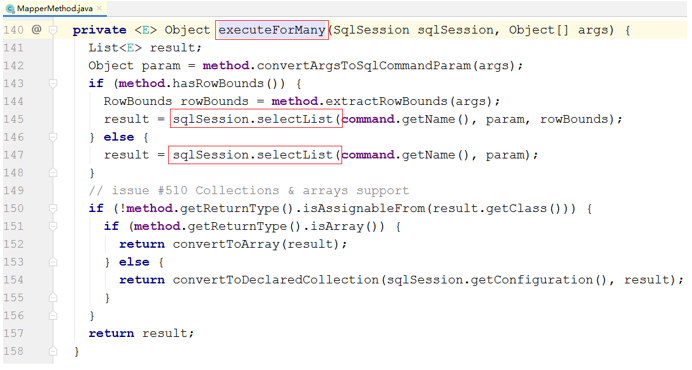 MapperMethod.java ×
140 @ private <E> Object executeForMany(SqlSession sqlSession, Object[] args) {
141 List<E> result;
142 Object param = method.convertArgsToSqlCommandParam(args);
143 if (method.hasRowBounds()) {
144 RowBounds rowBounds = method.extractRowBounds(args);
145 result = sqlSession.selectList(command.getName(), param, rowBounds);
146 } else {
147 result = sqlSession.selectList(command.getName(), param);
148 }
149 // issue #510 Collections & arrays support
150 if (!method.getReturnType().isAssignableFrom(result.getClass())) {
151 if (method.getReturnType().isArray()) {
152 return convertToArray(result);
153 } else {
154 return convertToDeclaredCollection(sqlSession.getConfiguration(), result);
155 }
156 }
157 return result;
158 }